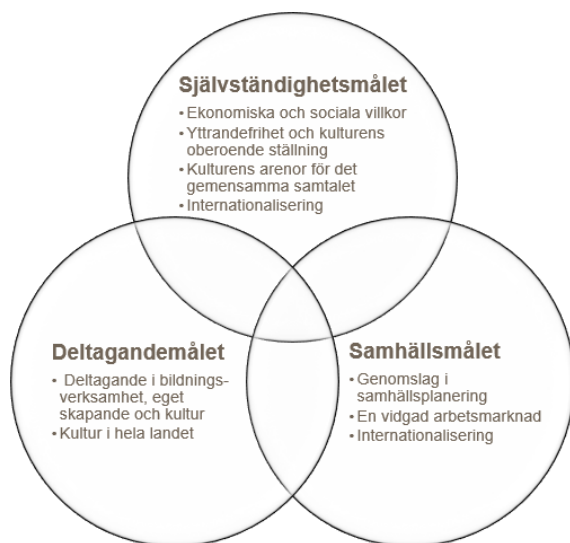 Självständighetsmålet
• Ekonomiska och sociala villkor
• Yttrandefrihet och kulturens
oberoende ställning
• Kulturens arenor för det
gemensamma samtalet
• Internationalisering
Deltagandemålet
• Deltagande i bildnings-
verksamhet, eget
skapande och kultur
• Kultur i hela landet
Samhällsmålet
• Genomslag i
samhällsplanering
• En vidgad arbetsmarknad
• Internationalisering